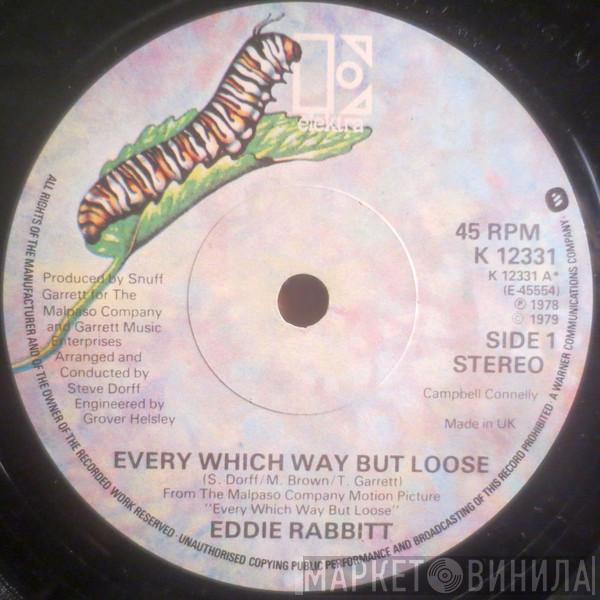 elektra
45 RPM
K 12331
K 12331 A*
(E-45554)
℗ 1978
© 1979
SIDE 1
STEREO
Campbell Connelly
Made in UK
Produced by Snuff
Garrett for The
Malpaso Company
and Garrett Music
Enterprises
Arranged and
Conducted by
Steve Dorff
Engineered by
Grover Helsley
EVERY WHICH WAY BUT LOOSE
(S. Dorff/M. Brown/T. Garrett)
From The Malpaso Company Motion Picture
"Every Which Way But Loose"
EDDIE RABBITT
ALL RIGHTS OF THE MANUFACTURER AND OF THE OWNER OF THE RECORDED WORK RESERVED · UNAUTHORISED COPYING PUBLIC PERFORMANCE AND BROADCASTING OF THIS RECORD PROHIBITED · A WARNER COMMUNICATIONS COMPANY ·
МАРКЕТ ВИНИЛА